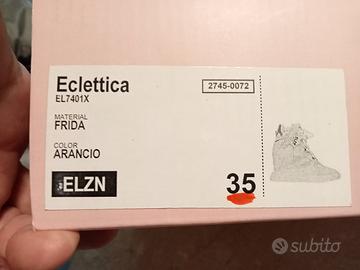 Eclettica
EL7401X
2745-0072
MATERIAL
FRIDA
COLOR
ARANCIO
ELZN
35
subito